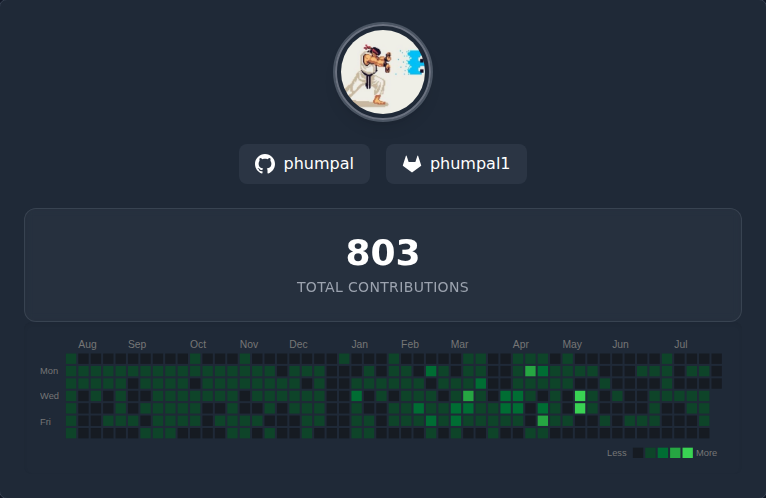 phumpal phumpal1
803
TOTAL CONTRIBUTIONS
Aug Sep Oct Nov Dec Jan Feb Mar Apr May Jun Jul
Mon
Wed
Fri
Less More